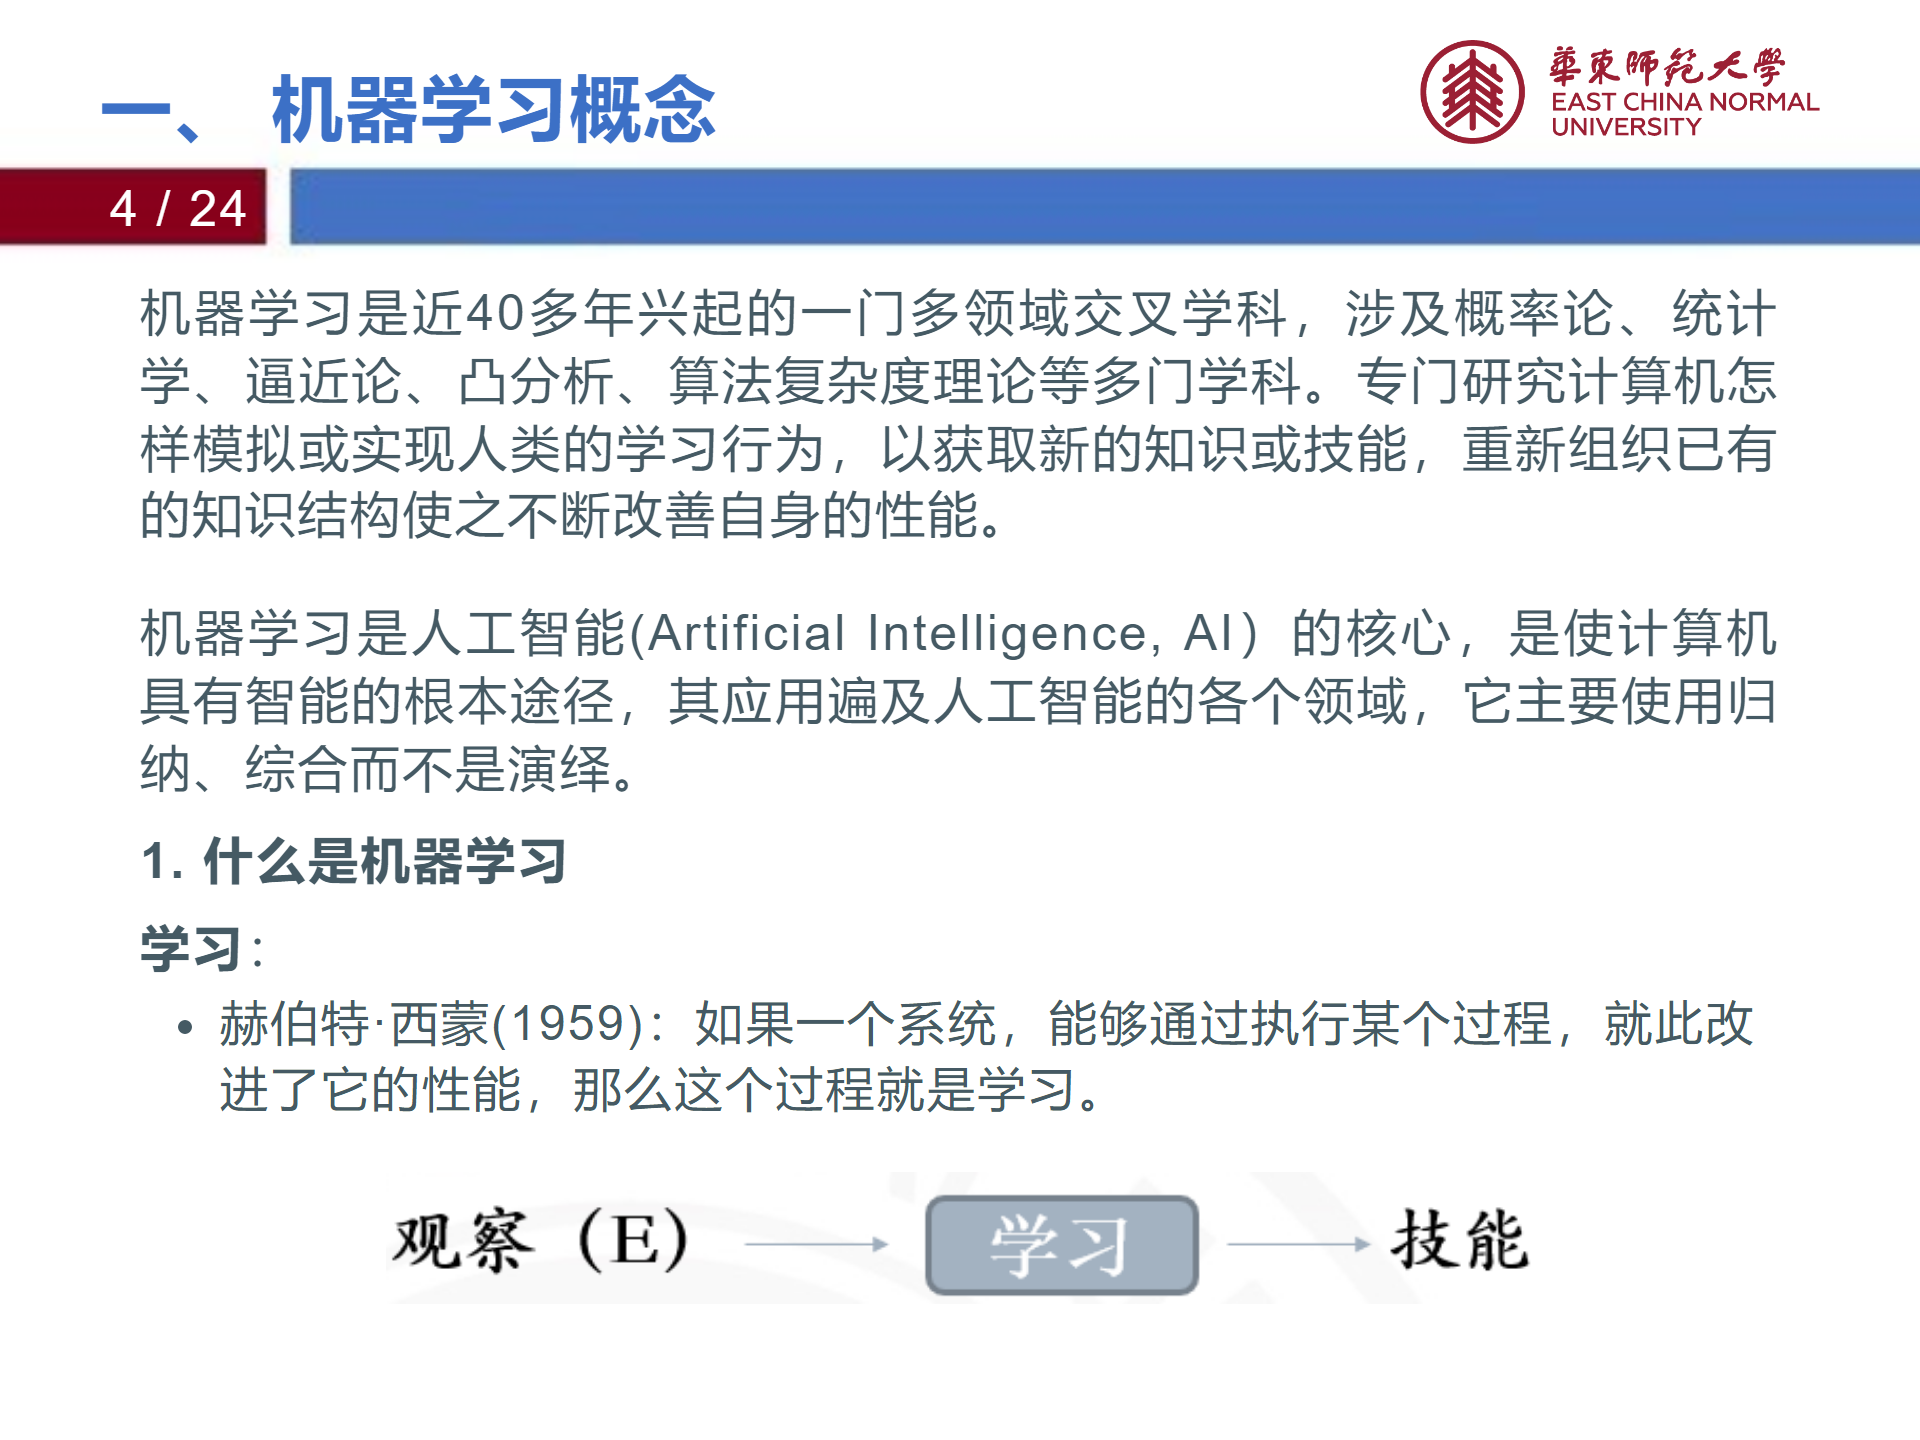 一、 机器学习概念
華東師範大學
EAST CHINA NORMAL
UNIVERSITY
4 / 24
机器学习是近40多年兴起的一门多领域交叉学科，涉及概率论、统计
学、逼近论、凸分析、算法复杂度理论等多门学科。专门研究计算机怎
样模拟或实现人类的学习行为，以获取新的知识或技能，重新组织已有
的知识结构使之不断改善自身的性能。
机器学习是人工智能(Artificial Intelligence, AI）的核心，是使计算机
具有智能的根本途径，其应用遍及人工智能的各个领域，它主要使用归
纳、综合而不是演绎。
1. 什么是机器学习
学习：
• 赫伯特·西蒙(1959)：如果一个系统，能够通过执行某个过程，就此改
进了它的性能，那么这个过程就是学习。
观察（E） 学习 技能